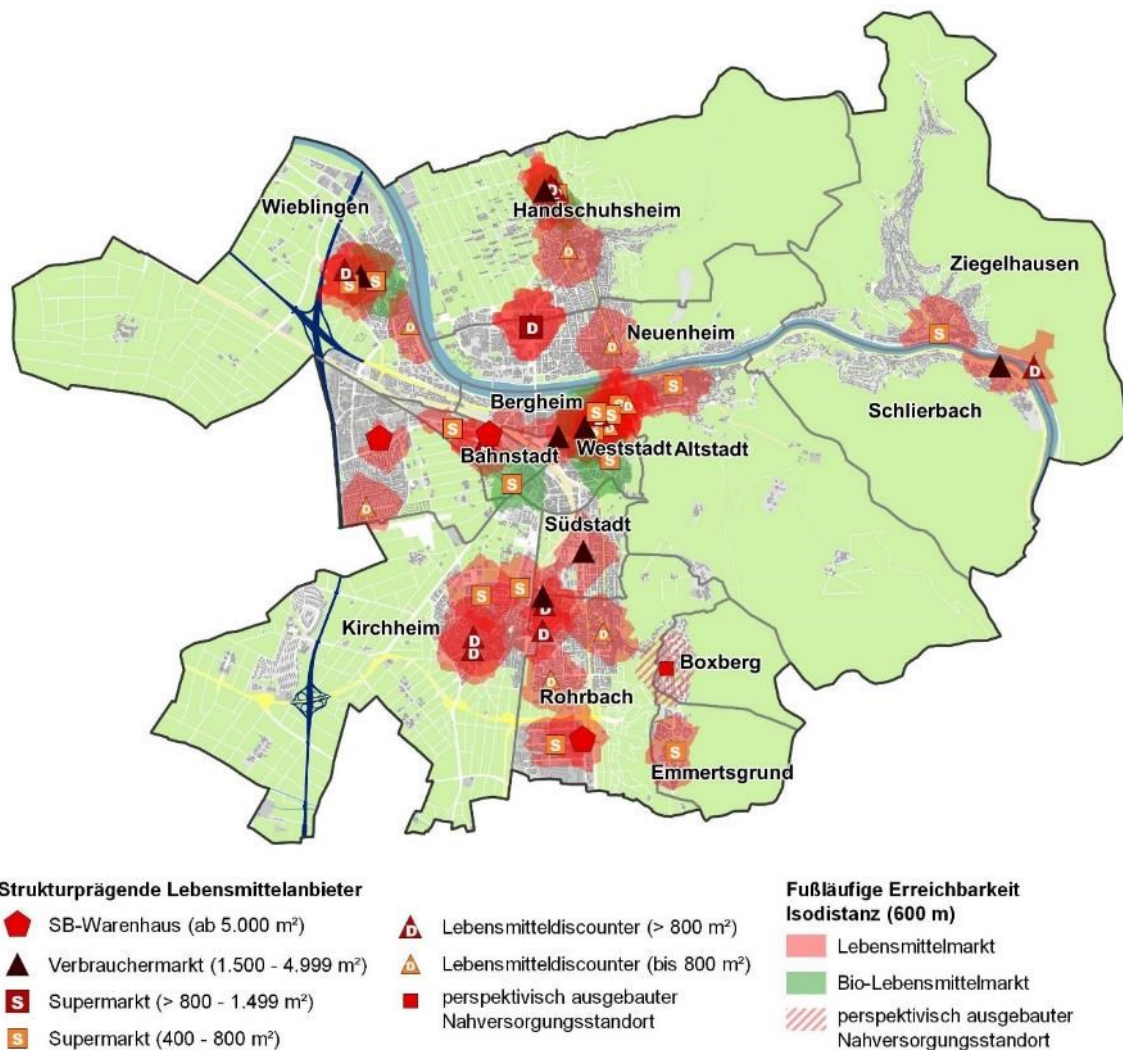 Wieblingen
Handschuhsheim
Ziegelhausen
Neuenheim
Bergheim
Schlierbach
Bahnstadt
Weststadt
Altstadt
Südstadt
Kirchheim
Boxberg
Rohrbach
Emmertsgrund
Strukturprägende Lebensmittelanbieter
SB-Warenhaus (ab 5.000 m²)
Verbrauchermarkt (1.500 - 4.999 m²)
S Supermarkt (> 800 - 1.499 m²)
S Supermarkt (400 - 800 m²)
D Lebensmitteldiscounter (> 800 m²)
D Lebensmitteldiscounter (bis 800 m²)
perspektivisch ausgebauter
Nahversorgungsstandort
Fußläufige Erreichbarkeit
Isodistanz (600 m)
Lebensmittelmarkt
Bio-Lebensmittelmarkt
perspektivisch ausgebauter
Nahversorgungsstandort